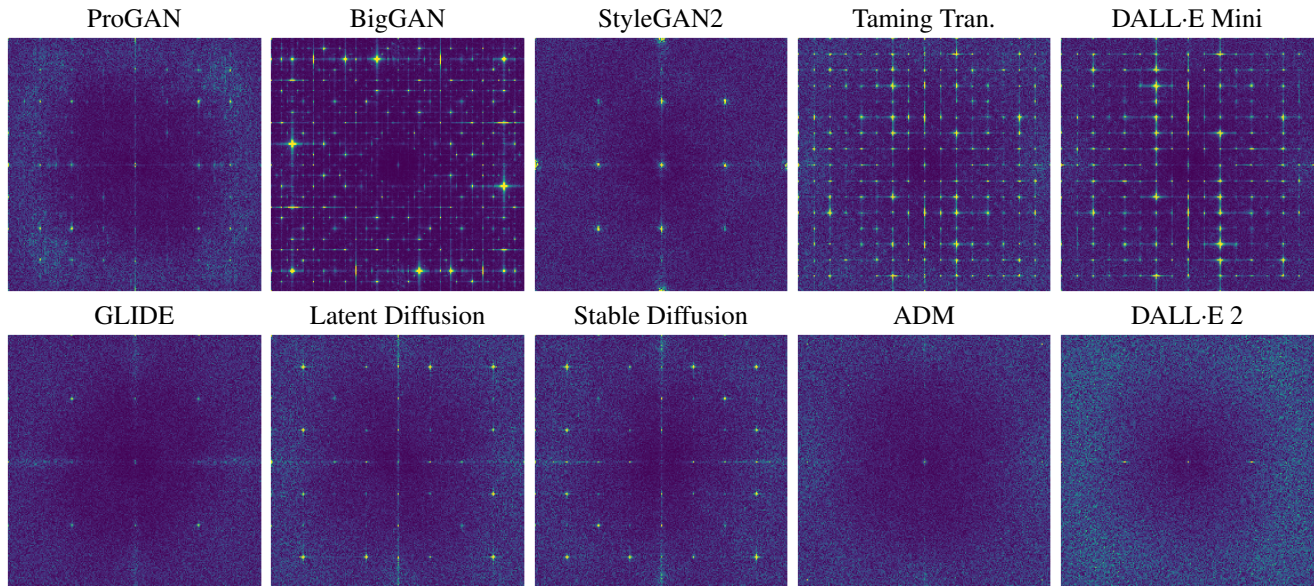 ProGAN BigGAN StyleGAN2 Taming Tran. DALL·E Mini
GLIDE Latent Diffusion Stable Diffusion ADM DALL·E 2